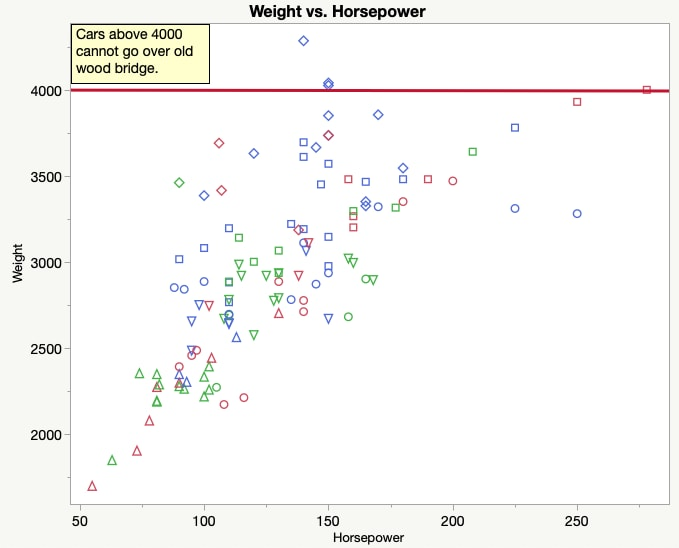 Weight vs. Horsepower
Cars above 4000
cannot go over old
wood bridge.
4000
3500
3000
2500
2000
Weight
50 100 150 200 250
Horsepower